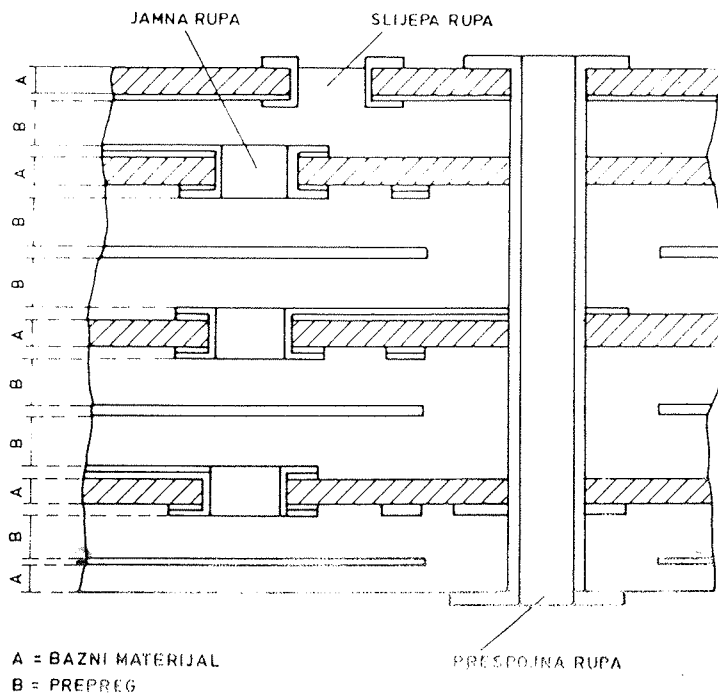 JAMNA RUPA
SLIJEPA RUPA
A
B
A
B
B
A
B
B
A
B
A
PRESPOJNA RUPA
A = BAZNI MATERIJAL
B = PREPREG